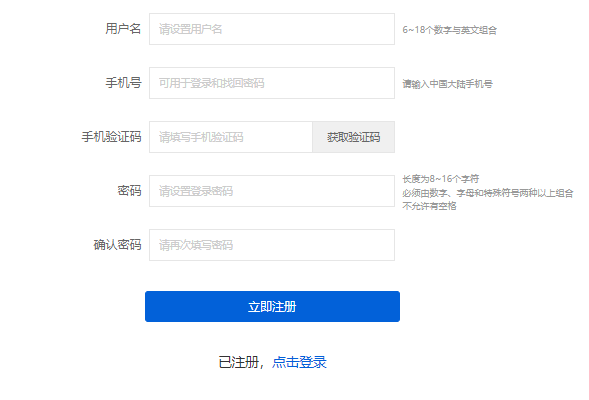 用户名 请设置用户名 6~18个数字与英文组合
手机号 可用于登录和找回密码 请输入中国大陆手机号
手机验证码 请填写手机验证码 获取验证码
密码 请设置登录密码 长度为8~16个字符
必须由数字、字母和特殊符号两种以上组合
不允许有空格
确认密码 请再次填写密码
立即注册
已注册，点击登录